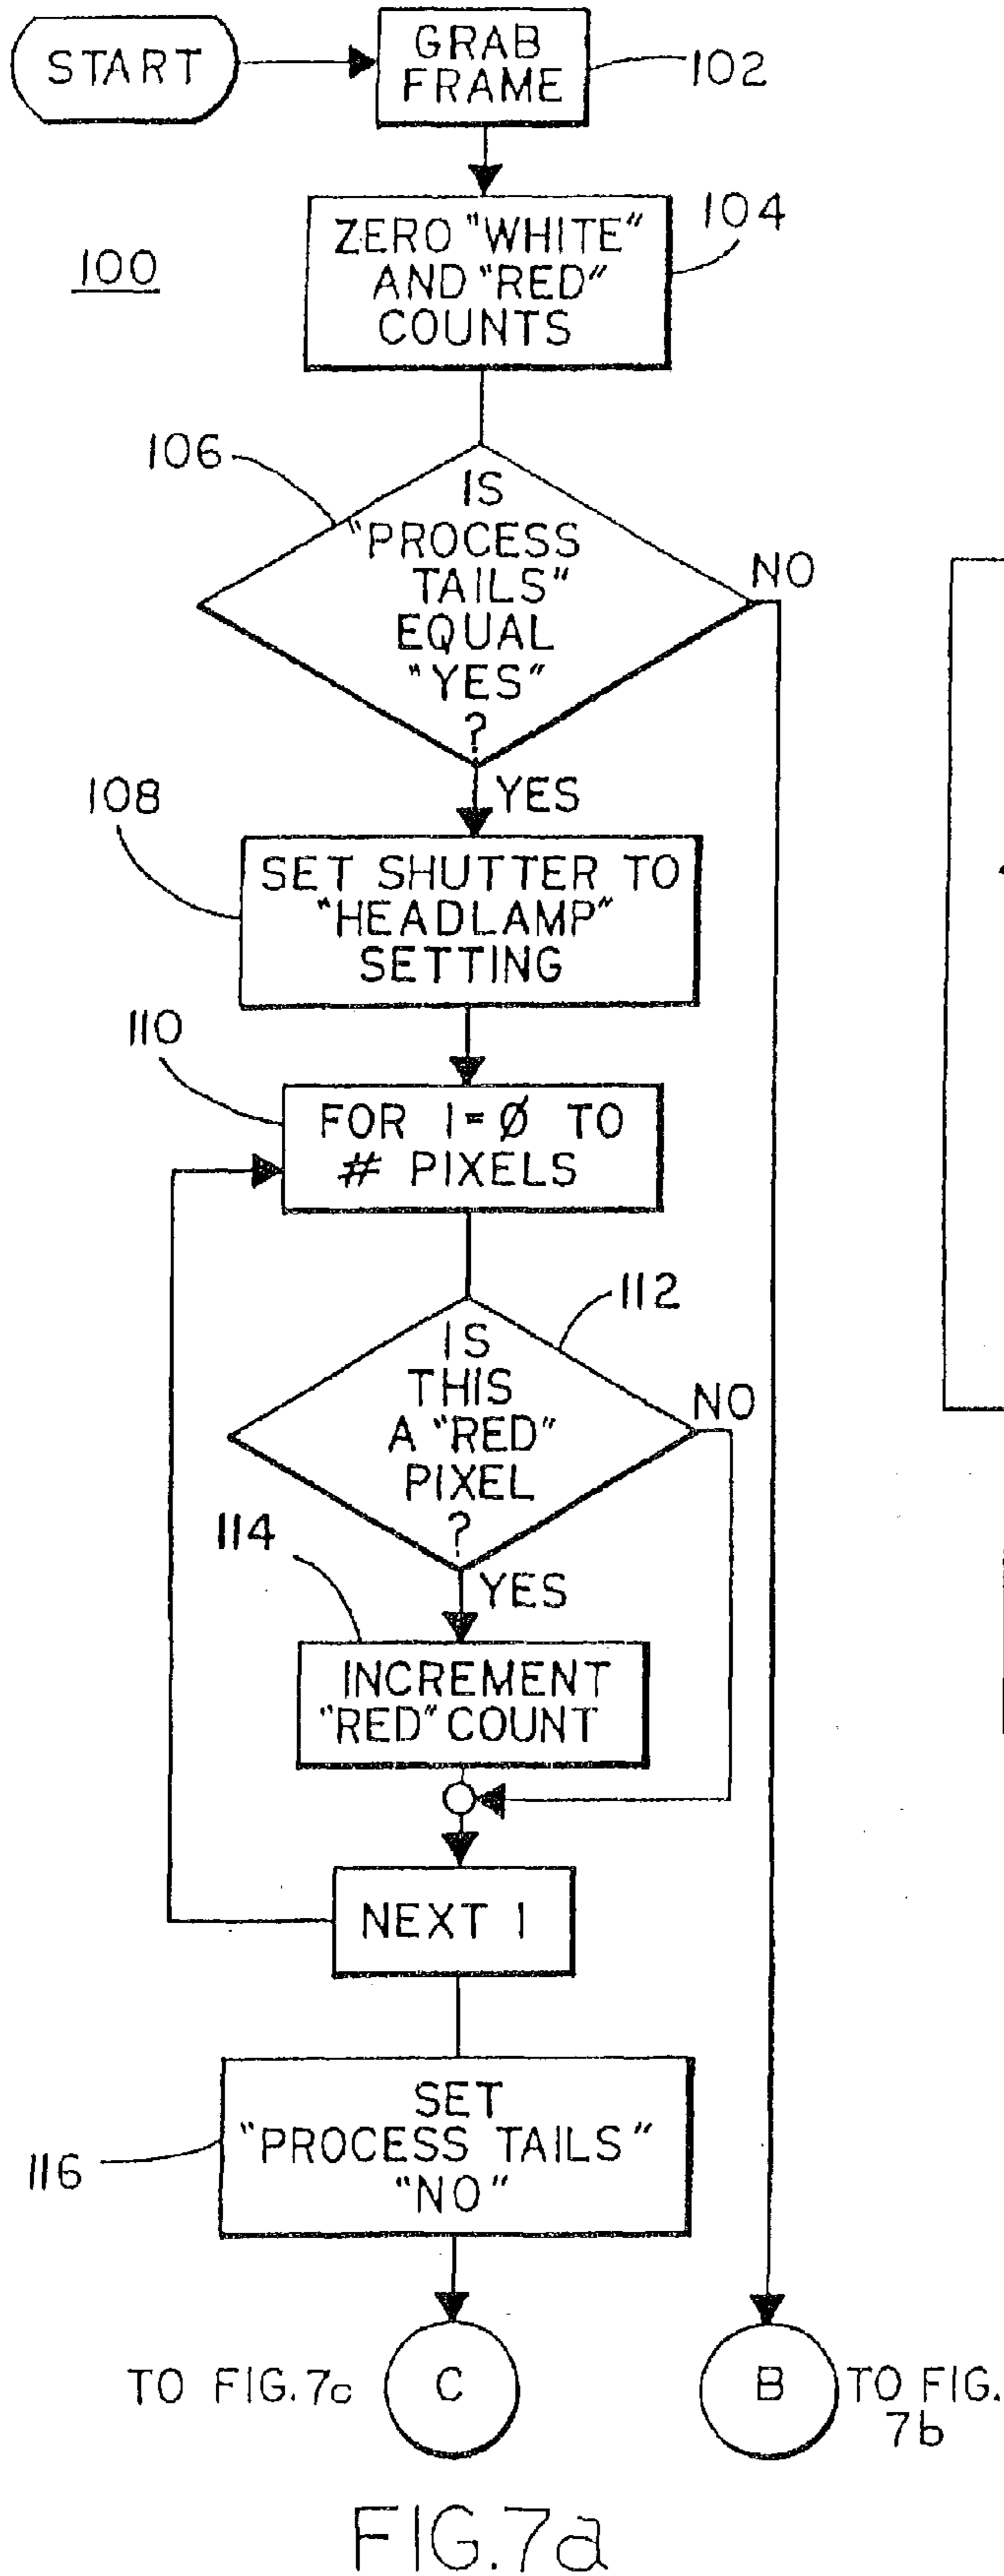 START
GRAB
FRAME
102
ZERO "WHITE"
AND "RED"
COUNTS
104
100
106
IS
"PROCESS
TAILS"
EQUAL
"YES"
?
NO
YES
108
SET SHUTTER TO
"HEADLAMP"
SETTING
110
FOR I=Ø TO
# PIXELS
112
IS
THIS
A "RED"
PIXEL
?
NO
114
YES
INCREMENT
"RED" COUNT
NEXT I
SET
"PROCESS TAILS"
"NO"
116
TO FIG.7c
C
B
TO FIG.
7b
FIG.7a